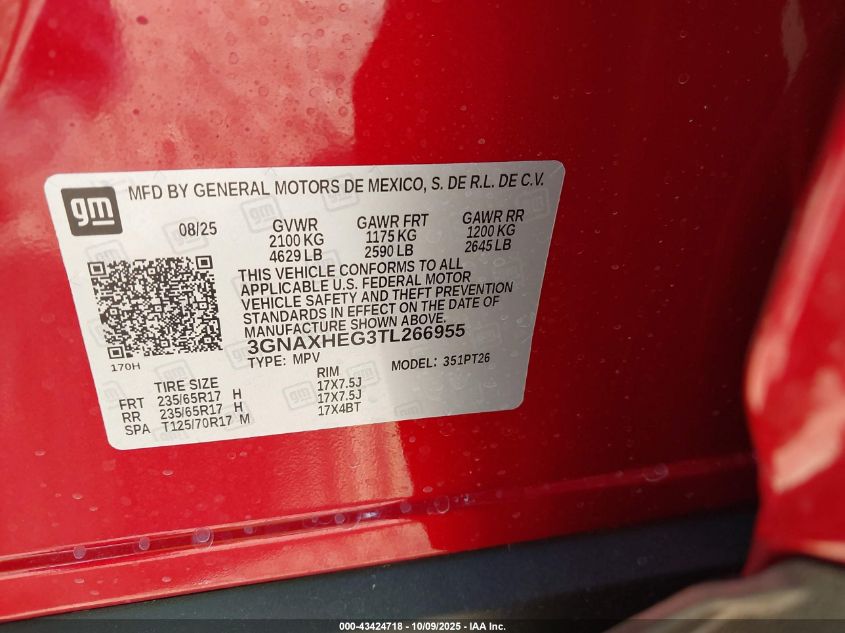 gm MFD BY GENERAL MOTORS DE MEXICO, S. DE R.L. DE C.V.
08/25 GVWR GAWR FRT GAWR RR
2100 KG 1175 KG 1200 KG
4629 LB 2590 LB 2645 LB
THIS VEHICLE CONFORMS TO ALL
APPLICABLE U.S. FEDERAL MOTOR
VEHICLE SAFETY AND THEFT PREVENTION
STANDARDS IN EFFECT ON THE DATE OF
MANUFACTURE SHOWN ABOVE.
3GNAXHEG3TL266955
170H TYPE: MPV MODEL: 351PT26
TIRE SIZE RIM
FRT 235/65R17 H 17X7.5J
RR 235/65R17 H 17X7.5J
SPA T125/70R17 M 17X4BT
000-43424718 - 10/09/2025 - IAA Inc.